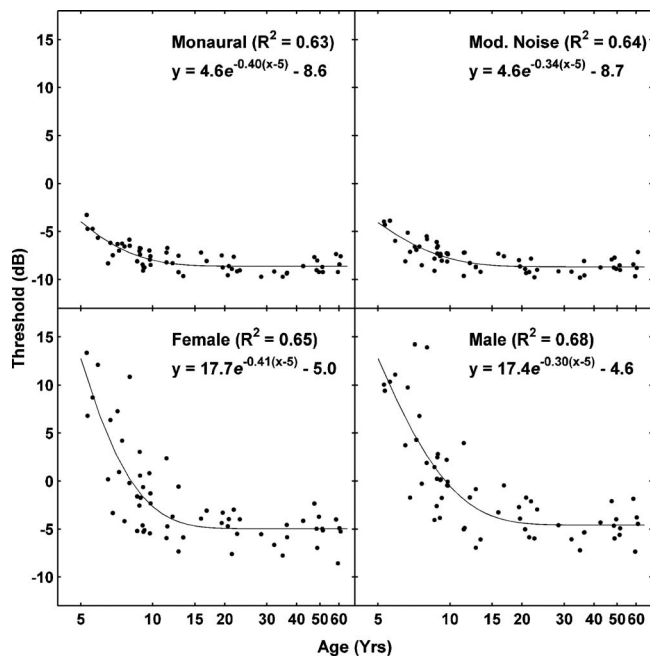 Monaural (R² = 0.63)
y = 4.6e^-0.40(x-5) - 8.6
Mod. Noise (R² = 0.64)
y = 4.6e^-0.34(x-5) - 8.7
15
10
5
0
-5
-10
Threshold (dB)
Female (R² = 0.65)
y = 17.7e^-0.41(x-5) - 5.0
Male (R² = 0.68)
y = 17.4e^-0.30(x-5) - 4.6
15
10
5
0
-5
-10
5 10 15 20 30 40 50 60
5 10 15 20 30 40 50 60
Age (Yrs)